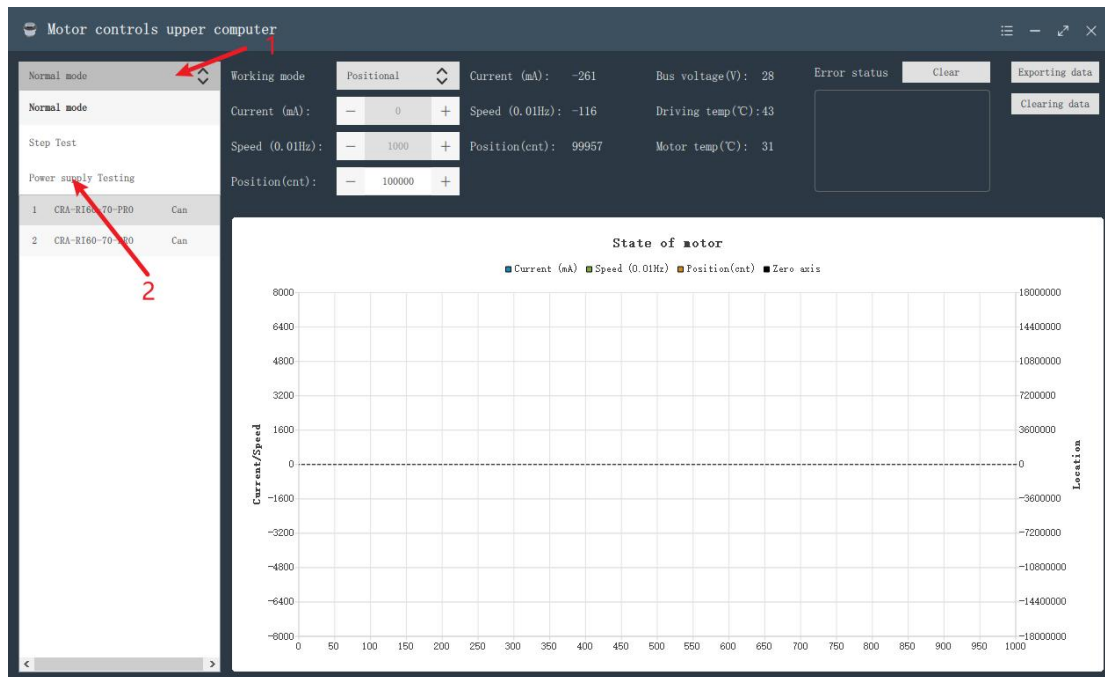 Motor controls upper computer
1
Normal mode
Normal mode
Step Test
Power supply Testing
1 CRA-RI60-70-PRO Can
2 CRA-RI60-70-PRO Can
2
Working mode Positional
Current (mA): - 0 +
Speed (0.01Hz): - 1000 +
Position(cnt): - 100000 +
Current (mA): -261
Speed (0.01Hz): -116
Position(cnt): 99957
Bus voltage(V): 28
Driving temp(℃):43
Motor temp(℃): 31
Error status Clear
Exporting data
Clearing data
State of motor
Current (mA) Speed (0.01Hz) Position(cnt) Zero axis
8000 18000000
6400 14400000
4800 10800000
3200 7200000
1600 3600000
0 0
-1600 -3600000
-3200 -7200000
-4800 -10800000
-6400 -14400000
-8000 -18000000
Current/Speed
Location
0 50 100 150 200 250 300 350 400 450 500 550 600 650 700 750 800 850 900 950 1000